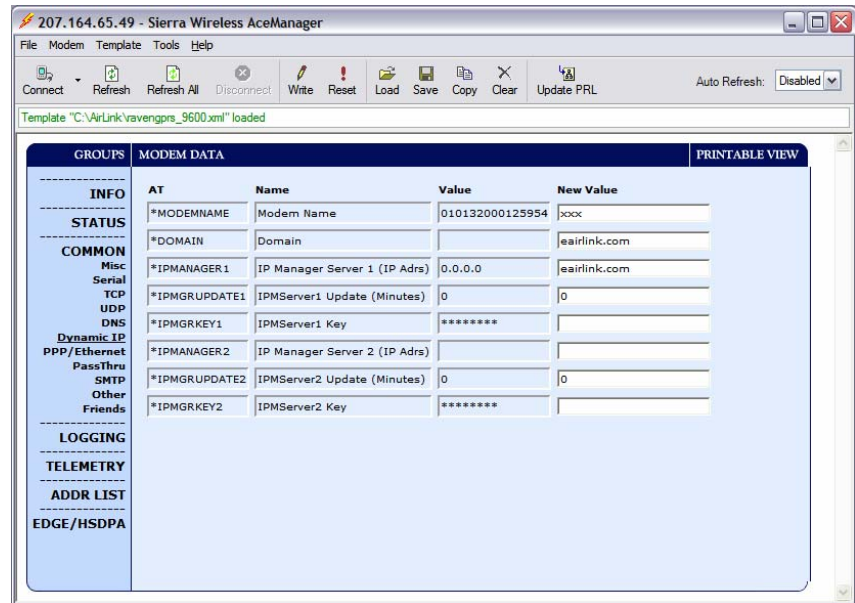 207.164.65.49 - Sierra Wireless AceManager
File Modem Template Tools Help
Connect Refresh Refresh All Disconnect Write Reset Load Save Copy Clear Update PRL Auto Refresh: Disabled
Template "C:\AirLink\ravengprs_9600.xml" loaded
GROUPS MODEM DATA PRINTABLE VIEW
INFO
STATUS
COMMON
Misc
Serial
TCP
UDP
DNS
Dynamic IP
PPP/Ethernet
PassThru
SMTP
Other
Friends
LOGGING
TELEMETRY
ADDR LIST
EDGE/HSDPA
AT Name Value New Value
*MODEMNAME Modem Name 010132000125954 xxx
*DOMAIN Domain eairlink.com
*IPMANAGER1 IP Manager Server 1 (IP Adrs) 0.0.0.0 eairlink.com
*IPMGRUPDATE1 IPMServer1 Update (Minutes) 0 0
*IPMGRKEY1 IPMServer1 Key ********
*IPMANAGER2 IP Manager Server 2 (IP Adrs)
*IPMGRUPDATE2 IPMServer2 Update (Minutes) 0 0
*IPMGRKEY2 IPMServer2 Key ********